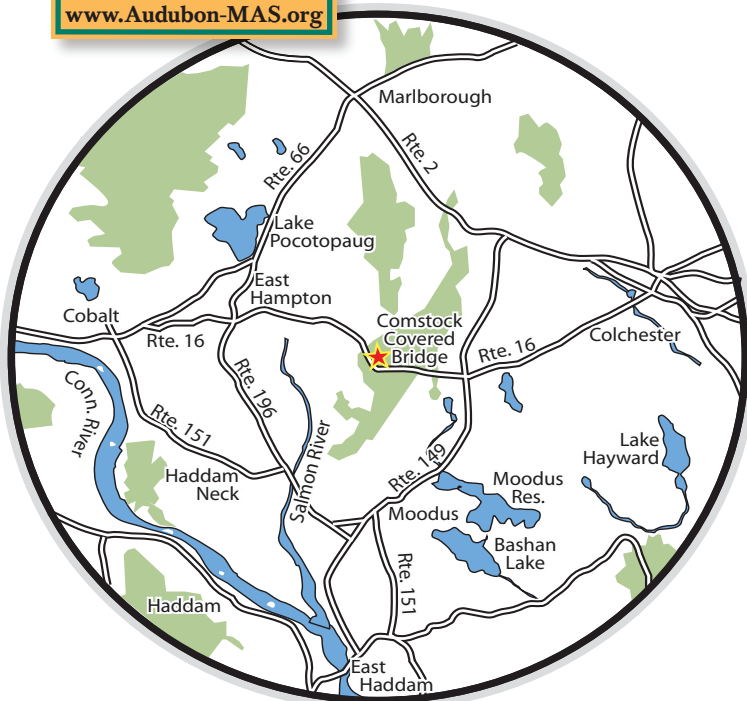 www.Audubon-MAS.org
Marlborough
Rte. 2
Rte. 66
Lake
Pocotopaug
East
Hampton
Cobalt
Rte. 16
Comstock
Covered
Bridge
Rte. 16
Colchester
Conn. River
Rte. 196
Rte. 151
Haddam
Neck
Salmon River
Rte. 149
Lake
Hayward
Moodus
Res.
Moodus
Bashan
Lake
Rte. 151
Haddam
East
Haddam